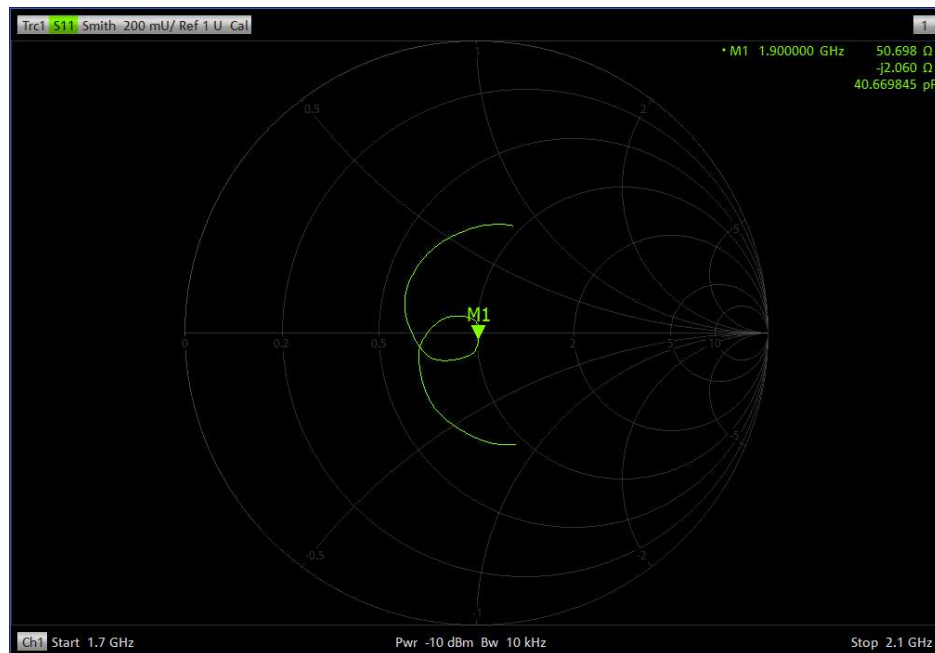 Trc1 S11 Smith 200 mU/ Ref 1 U Cal
1
• M1 1.900000 GHz 50.698 Ω
-j2.060 Ω
40.669845 pF
1
0.5
2
5
M1
0 0.2 0.5 2 5 10
-5
-0.5
-2
-1
Ch1 Start 1.7 GHz Pwr -10 dBm Bw 10 kHz Stop 2.1 GHz